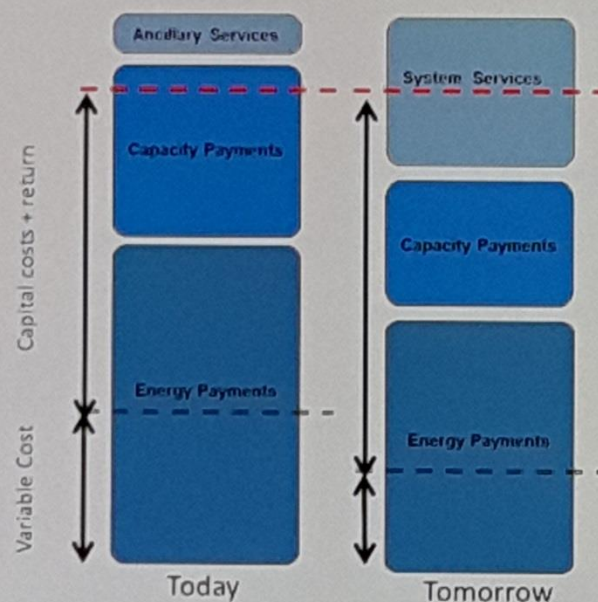 Ancillary Services
System Services
Capacity Payments
Capacity Payments
Energy Payments
Energy Payments
Capital costs + return
Variable Cost
Today
Tomorrow